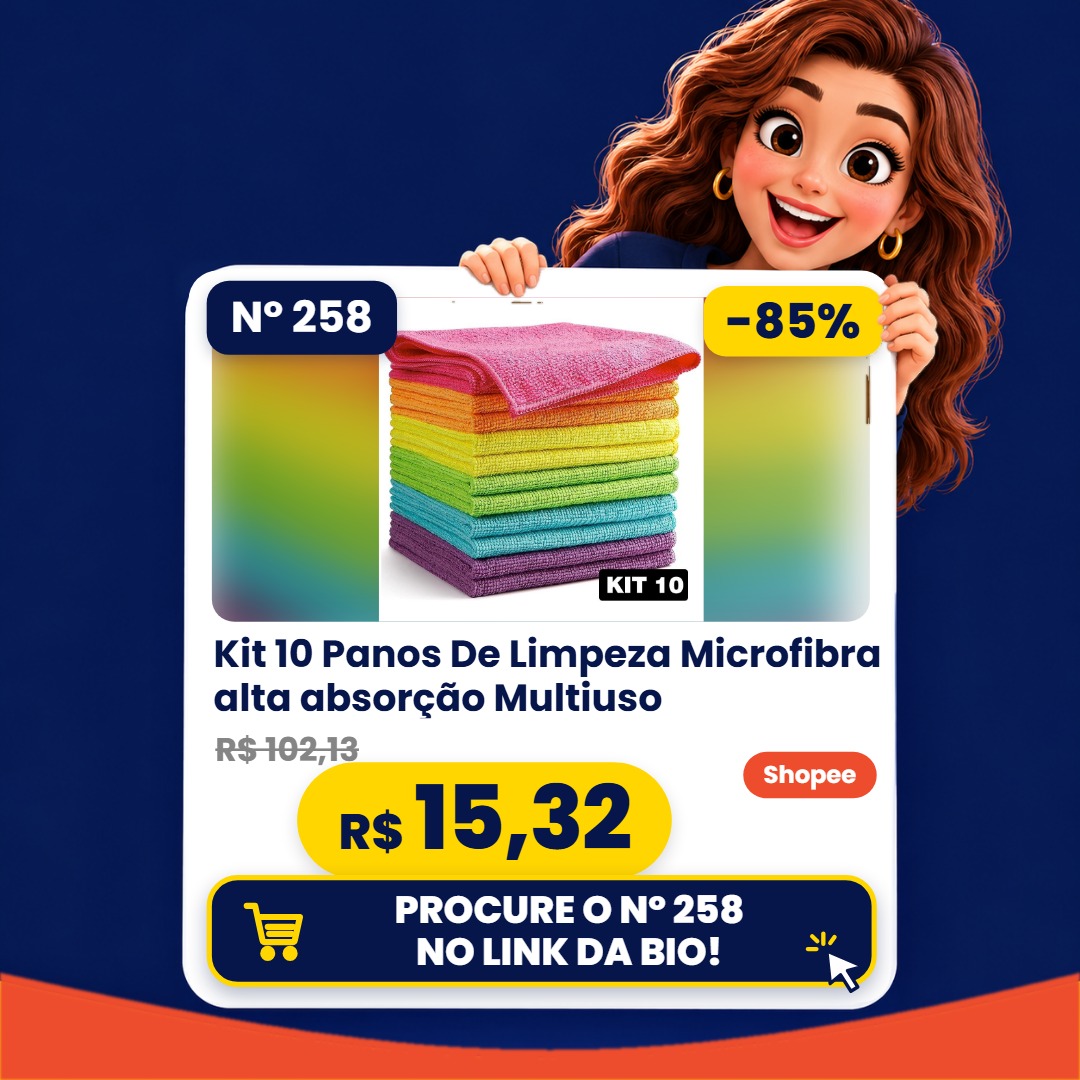 Nº 258
-85%
KIT 10
Kit 10 Panos De Limpeza Microfibra
alta absorção Multiuso
R$ 102,13
Shopee
R$ 15,32
PROCURE O Nº 258
NO LINK DA BIO!